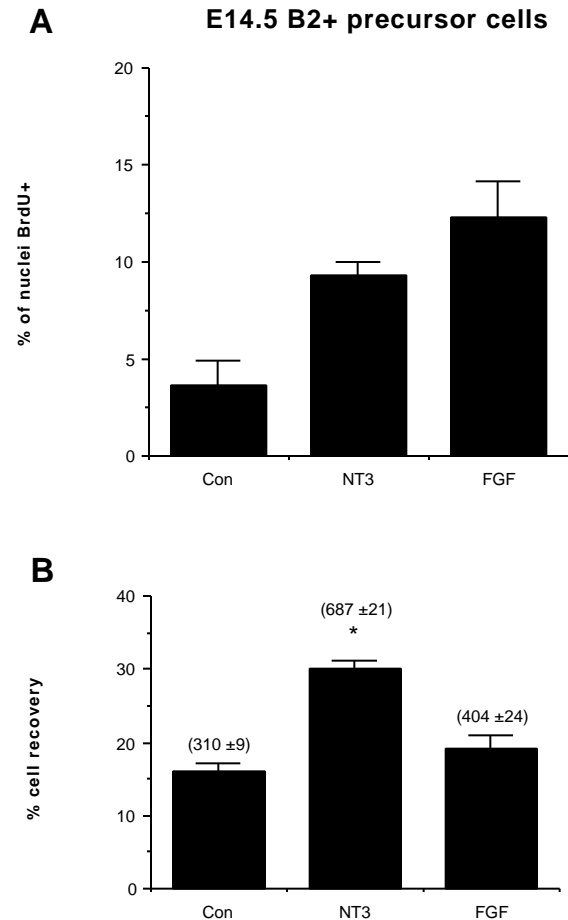 A
E14.5 B2+ precursor cells
% of nuclei BrdU+
20
15
10
5
0
Con NT3 FGF
B
% cell recovery
40
30
20
10
0
(687 ±21)
*
(404 ±24)
(310 ±9)
Con NT3 FGF